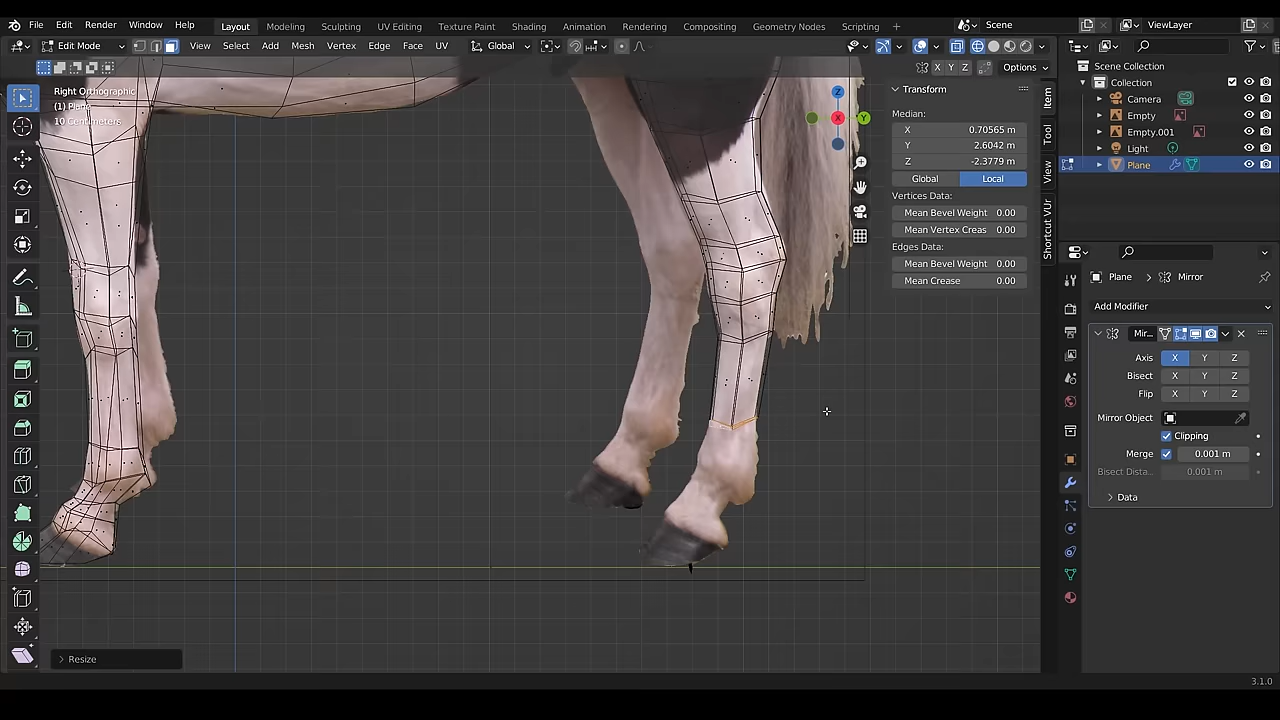 File Edit Render Window Help Layout Modeling Sculpting UV Editing Texture Paint Shading Animation Rendering Compositing Geometry Nodes Scripting + Scene ViewLayer
Edit Mode View Select Add Mesh Vertex Edge Face UV Global
X Y Z Options
Right Orthographic
(1) Plane
10 Centimeters
Z
X
Y
Transform
Median:
X 0.70565 m
Y 2.6042 m
Z -2.3779 m
Global Local
Vertices Data:
Mean Bevel Weight 0.00
Mean Vertex Creas 0.00
Edges Data:
Mean Bevel Weight 0.00
Mean Crease 0.00
Item
Tool
View
Shortcut VUr
Scene Collection
Collection
Camera
Empty
Empty.001
Light
Plane
Plane > Mirror
Add Modifier
Mir...
Axis X Y Z
Bisect X Y Z
Flip X Y Z
Mirror Object
Clipping
Merge 0.001 m
Bisect Dista... 0.001 m
> Data
> Resize
3.1.0